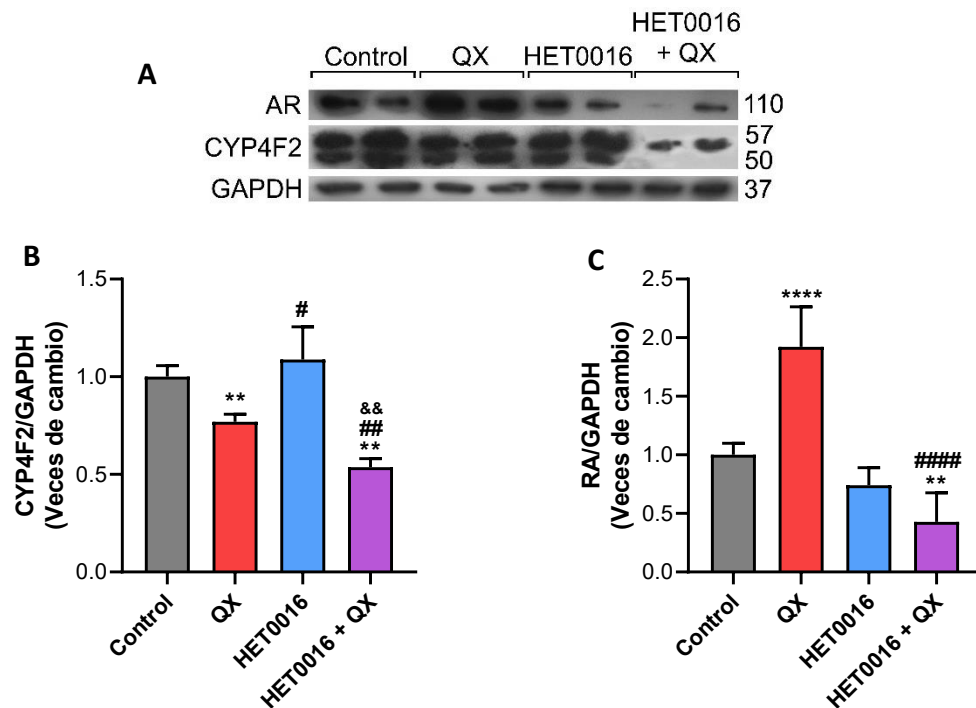 A
Control
QX
HET0016
HET0016
+ QX
AR
110
CYP4F2
57
50
GAPDH
37
B
CYP4F2/GAPDH
(Veces de cambio)
1.5
1.0
0.5
0.0
**
#
&&
##
**
Control
QX
HET0016
HET0016 + QX
C
RA/GAPDH
(Veces de cambio)
2.5
2.0
1.5
1.0
0.5
0.0
****
####
**
Control
QX
HET0016
HET0016 + QX